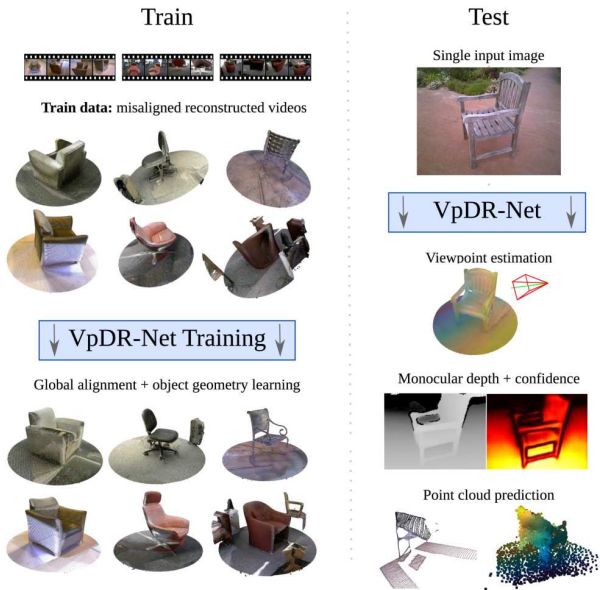 Train
Train data: misaligned reconstructed videos
VpDR-Net Training
Global alignment + object geometry learning
Test
Single input image
VpDR-Net
Viewpoint estimation
Monocular depth + confidence
Point cloud prediction